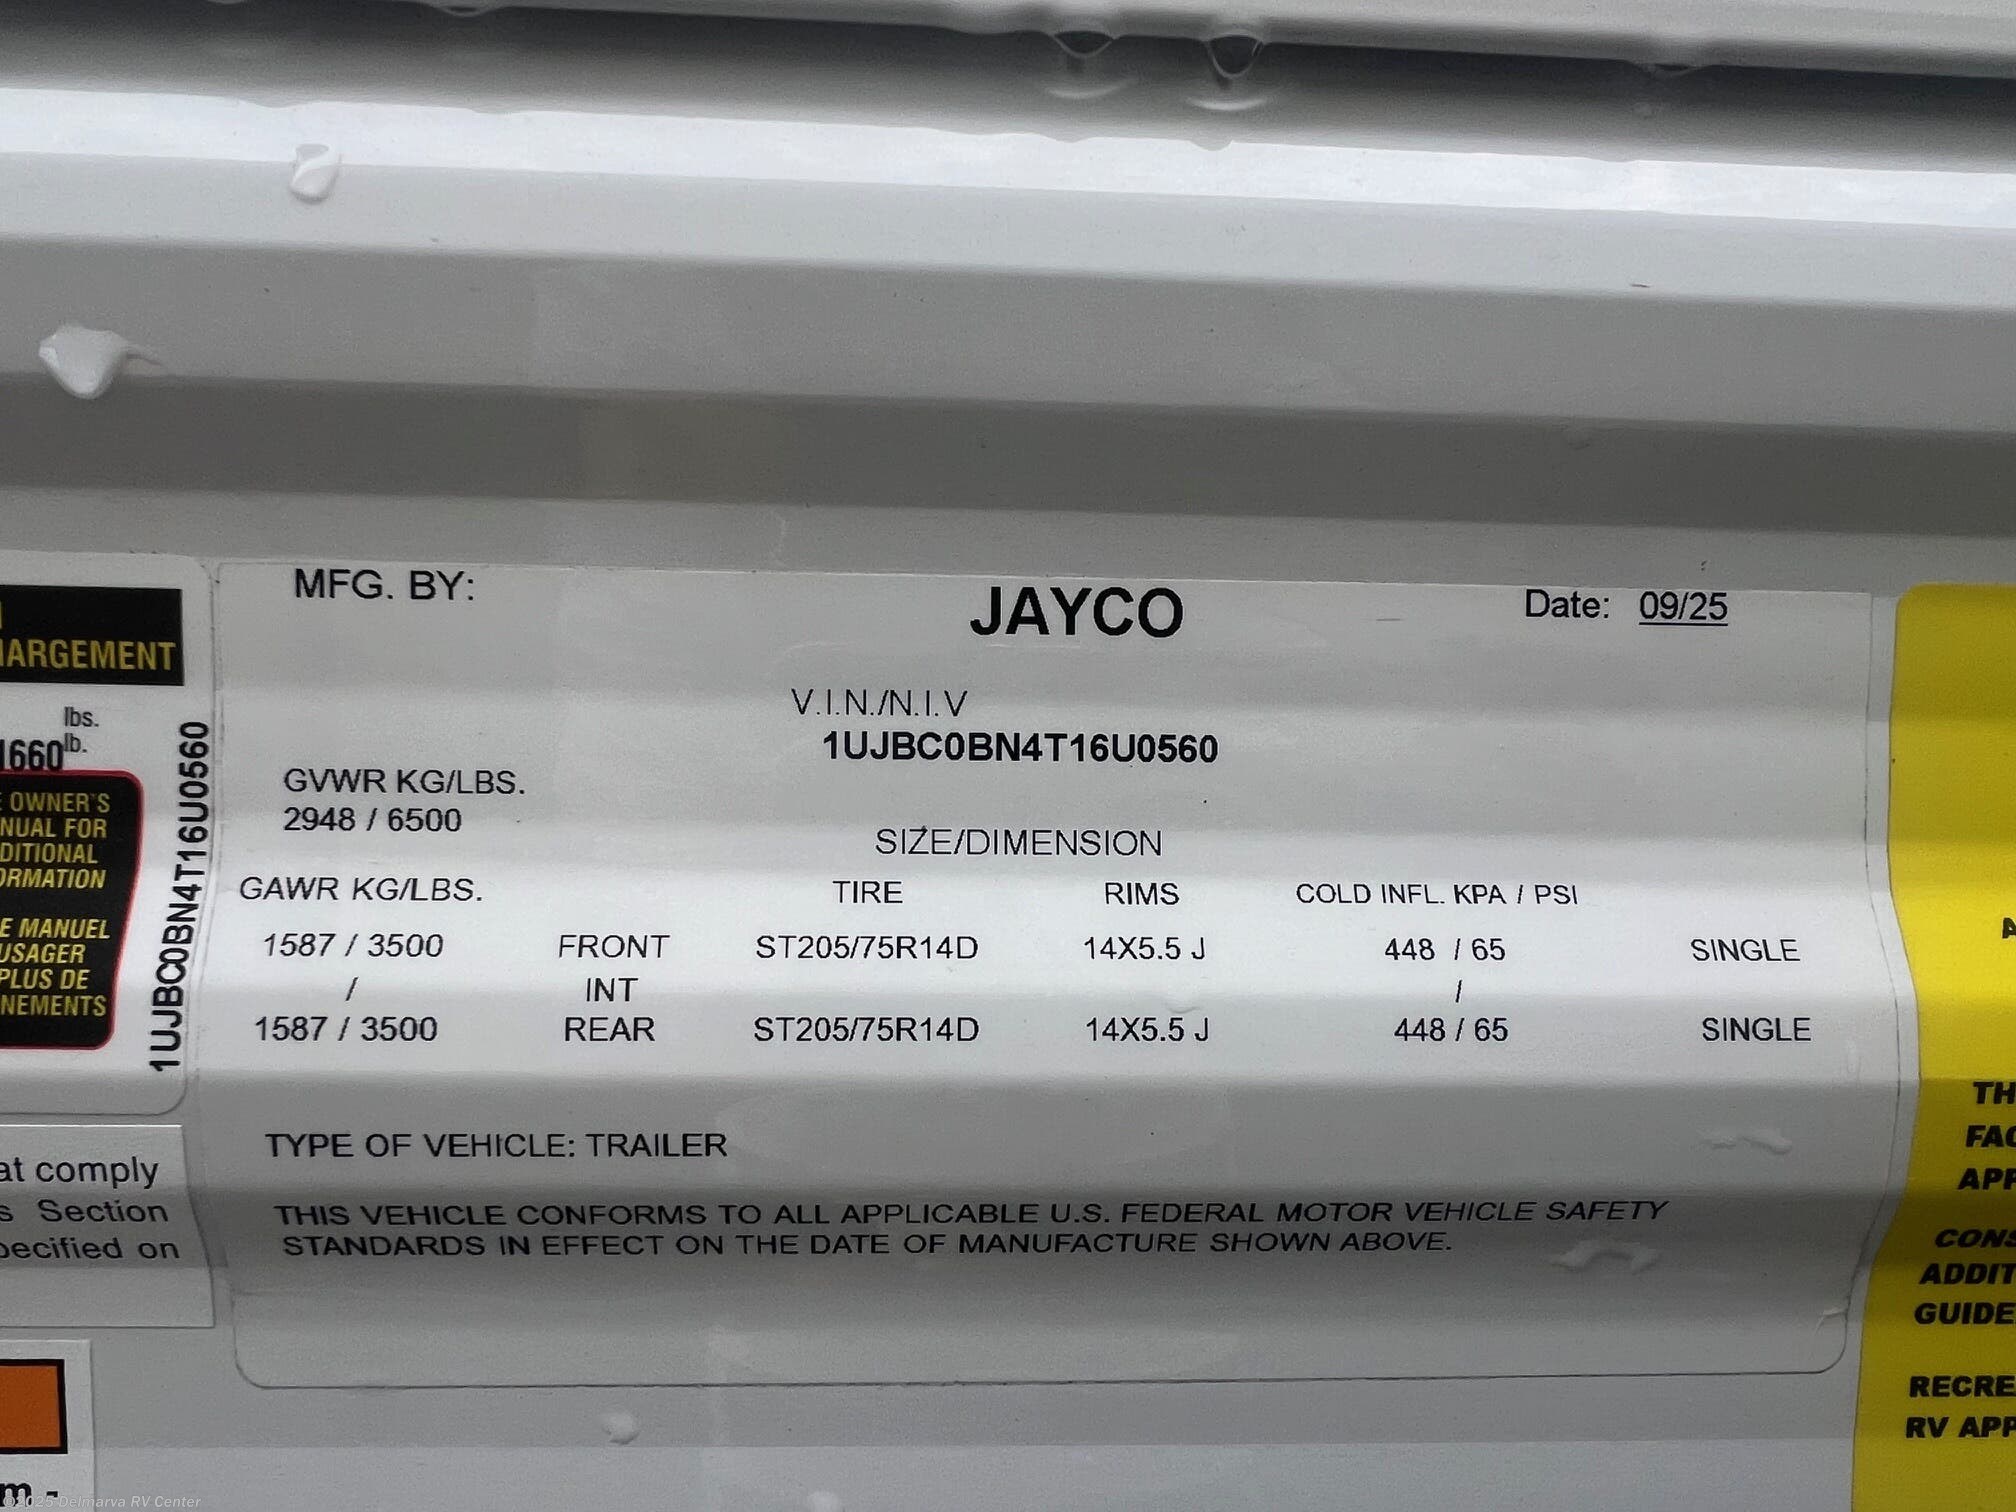 ARGEMENT
lbs.
1660 lb.
OWNER'S
NUAL FOR
DITIONAL
ORMATION
E MANUEL
USAGER
PLUS DE
NEMENTS
1UJBC0BN4T16U0560
at comply
s Section
pecified on
m -
MFG. BY:
JAYCO
Date: 09/25
V.I.N./N.I.V
1UJBC0BN4T16U0560
GVWR KG/LBS.
2948 / 6500
SIZE/DIMENSION
GAWR KG/LBS. TIRE RIMS COLD INFL. KPA / PSI
1587 / 3500 FRONT ST205/75R14D 14X5.5 J 448 / 65 SINGLE
/ INT /
1587 / 3500 REAR ST205/75R14D 14X5.5 J 448 / 65 SINGLE
TYPE OF VEHICLE: TRAILER
THIS VEHICLE CONFORMS TO ALL APPLICABLE U.S. FEDERAL MOTOR VEHICLE SAFETY
STANDARDS IN EFFECT ON THE DATE OF MANUFACTURE SHOWN ABOVE.
A
TH
FAC
APP
CONS
ADDIT
GUIDE
RECRE
RV APP
©2025 Delmarva RV Center